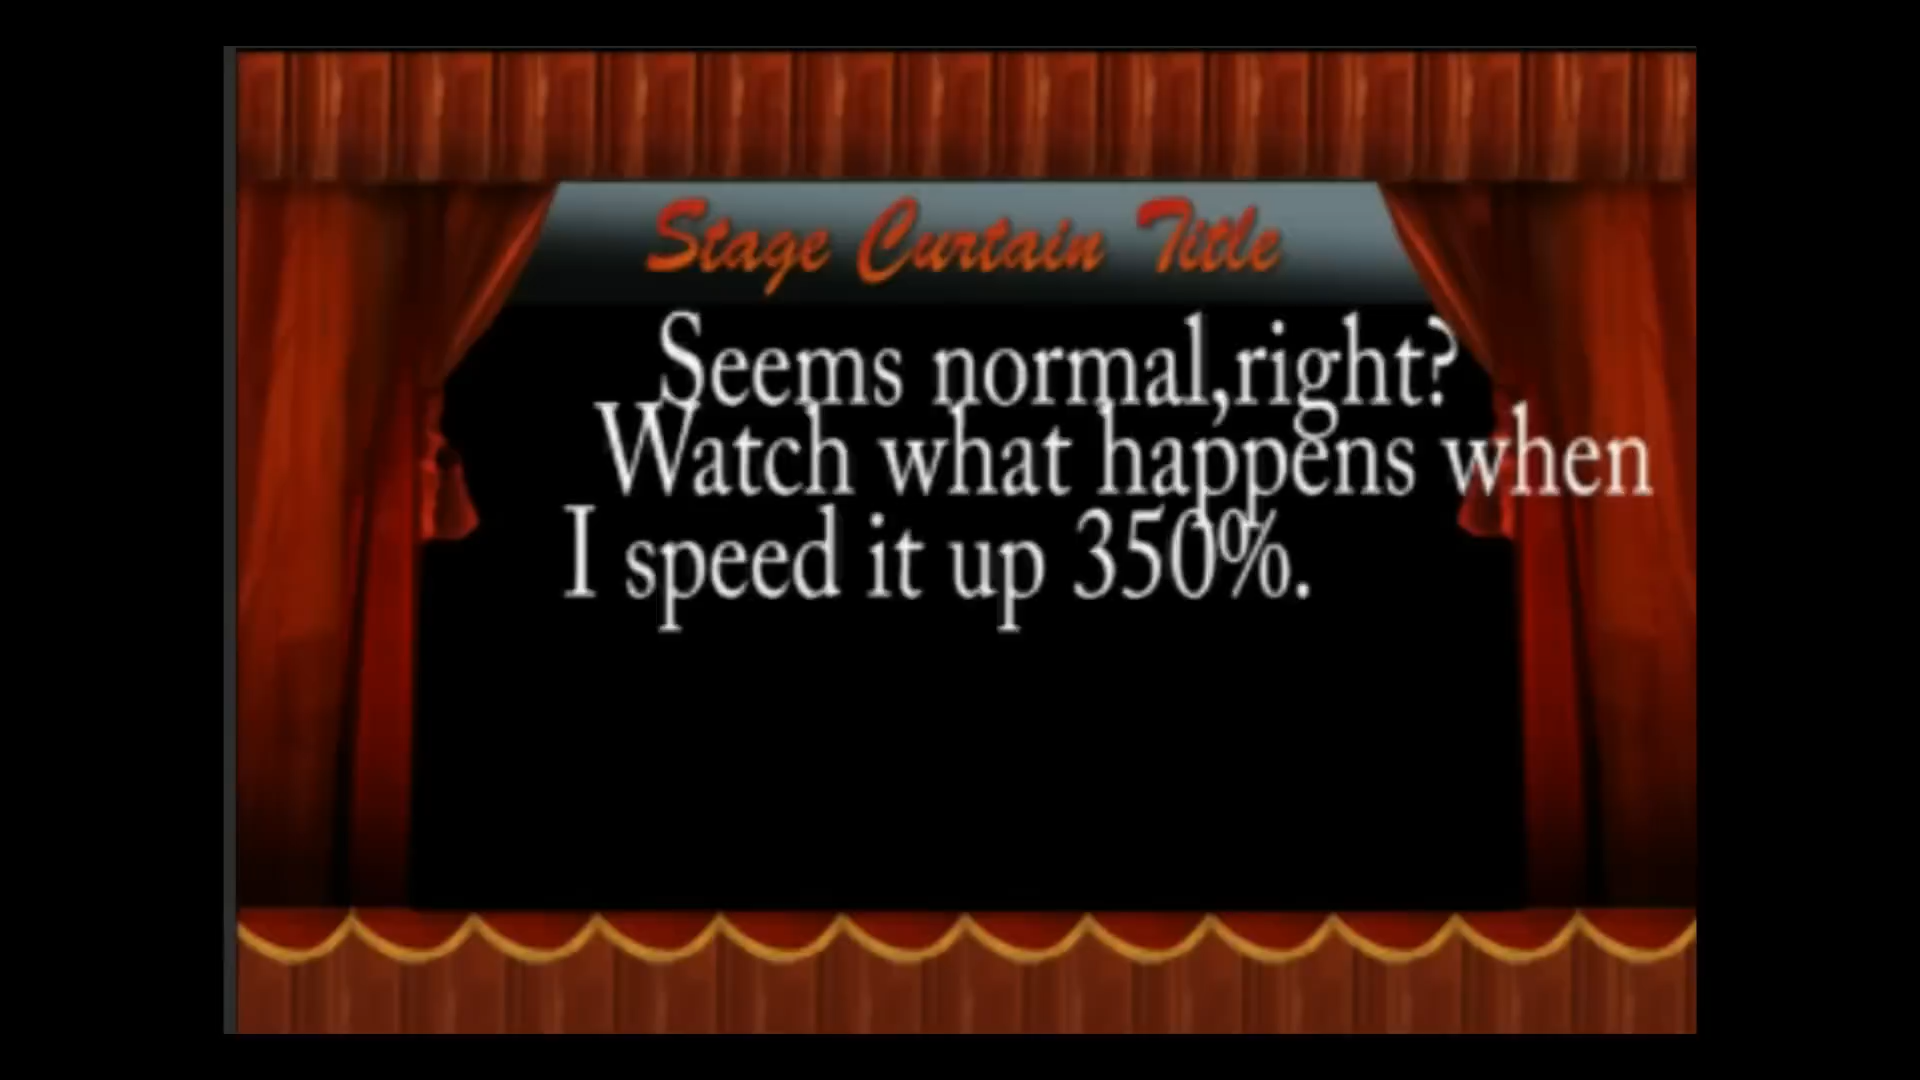 Stage Curtain Title
Seems normal,right?
Watch what happens when
I speed it up 350%.